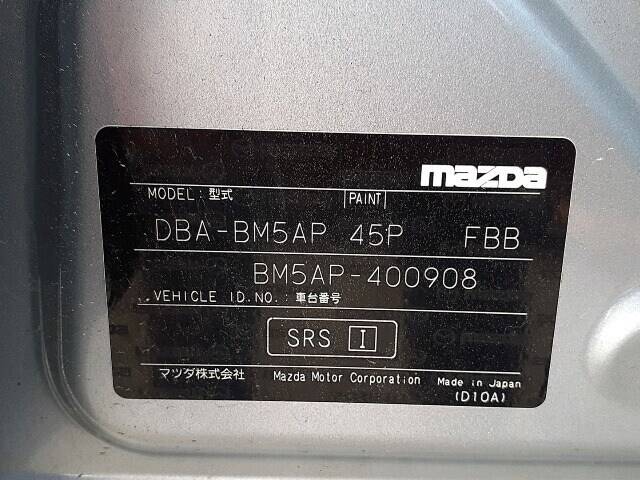 mazda
MODEL: 型式 PAINT
DBA-BM5AP 45P FBB
BM5AP-400908
VEHICLE ID.NO.: 車台番号
SRS I
マツダ株式会社 Mazda Motor Corporation Made in Japan
(D10A)